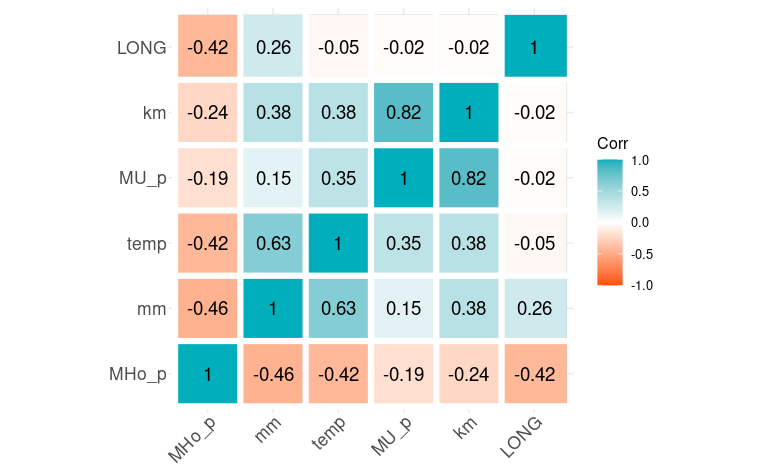 LONG -0.42 0.26 -0.05 -0.02 -0.02 1
km -0.24 0.38 0.38 0.82 1 -0.02
MU_p -0.19 0.15 0.35 1 0.82 -0.02
temp -0.42 0.63 1 0.35 0.38 -0.05
mm -0.46 1 0.63 0.15 0.38 0.26
MHo_p 1 -0.46 -0.42 -0.19 -0.24 -0.42
MHo_p mm temp MU_p km LONG
Corr
1.0
0.5
0.0
-0.5
-1.0